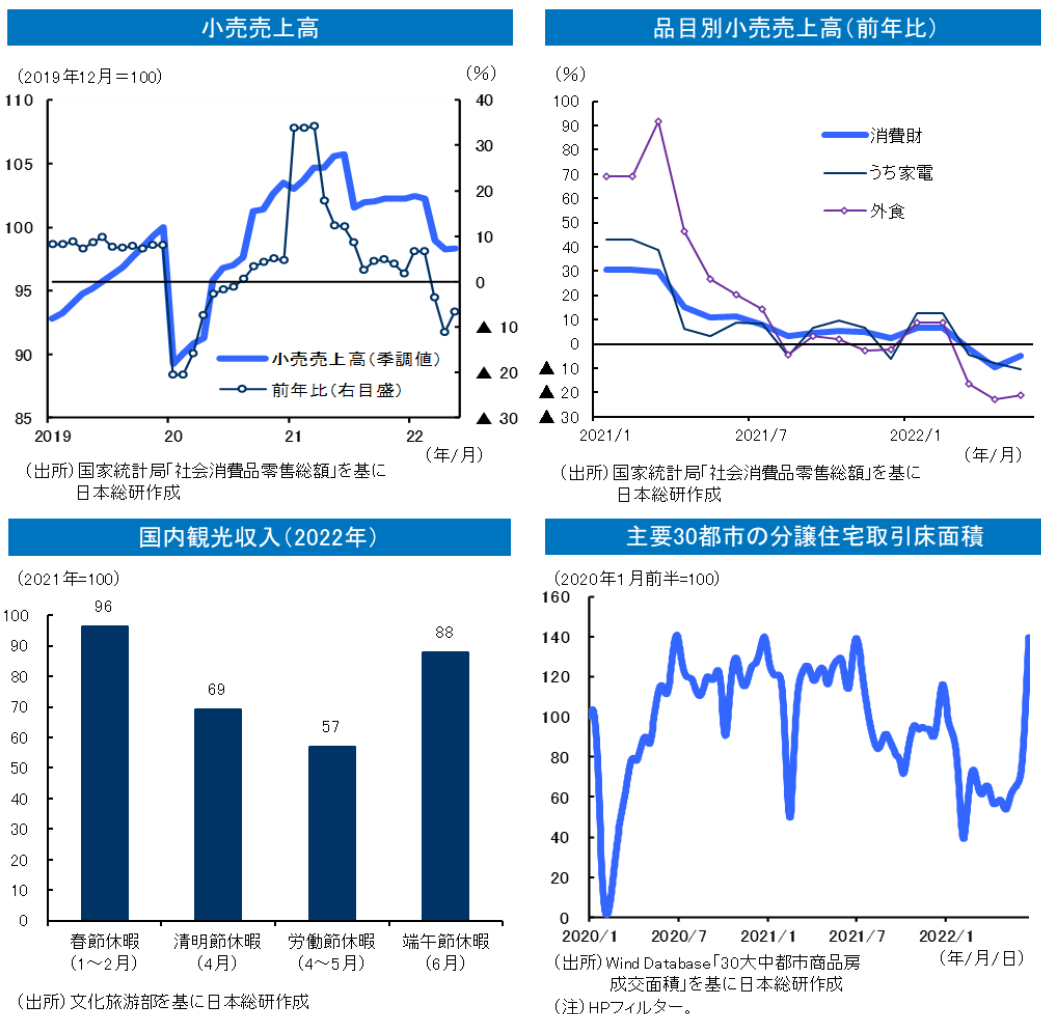 小売売上高
（2019年12月＝100）
（％）
110
105
100
95
90
85
40
30
20
10
0
▲ 10
▲ 20
▲ 30
小売売上高（季調値）
前年比（右目盛）
2019
20
21
22
（年/月）
（出所）国家統計局「社会消費品零售総額」を基に
日本総研作成
品目別小売売上高（前年比）
（％）
100
90
80
70
60
50
40
30
20
10
0
▲ 10
▲ 20
▲ 30
消費財
うち家電
外食
2021/1
2021/7
2022/1
（年/月）
（出所）国家統計局「社会消費品零售総額」を基に
日本総研作成
国内観光収入（2022年）
（2021年=100）
100
90
80
70
60
50
40
30
20
10
0
96
69
57
88
春節休暇 清明節休暇 労働節休暇 端午節休暇
（1～2月） （4月） （4～5月） （6月）
（出所）文化旅游部を基に日本総研作成
主要30都市の分譲住宅取引床面積
（2020年1月前半=100）
160
140
120
100
80
60
40
20
0
2020/1
2020/7
2021/1
2021/7
2022/1
（年/月/日）
（出所）Wind Database「30大中都市商品房
成交面積」を基に日本総研作成
（注）HPフィルター。